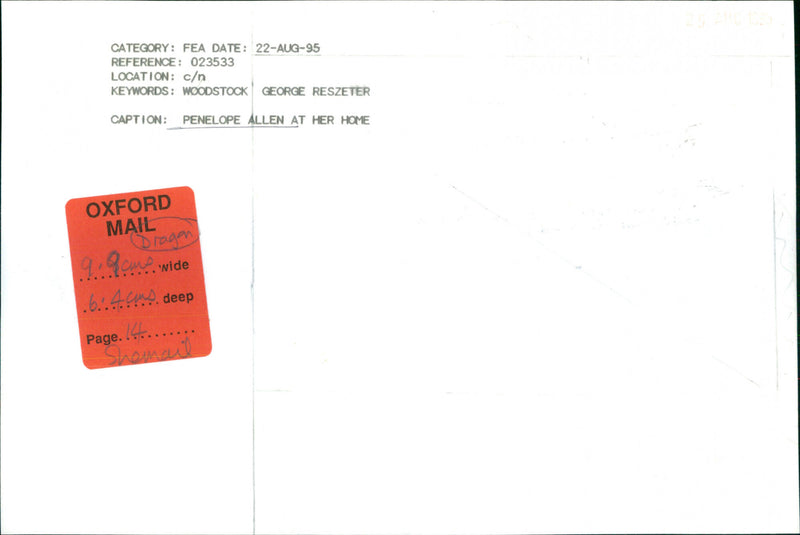 CATEGORY: FEA DATE: 22-AUG-95
REFERENCE: 023533
LOCATION: c/n
KEYWORDS: WOODSTOCK GEORGE RESZETER
CAPTION: PENELOPE ALLEN AT HER HOME
OXFORD
MAIL
Dragon
9.9cms wide
6.4cms deep
Page 14